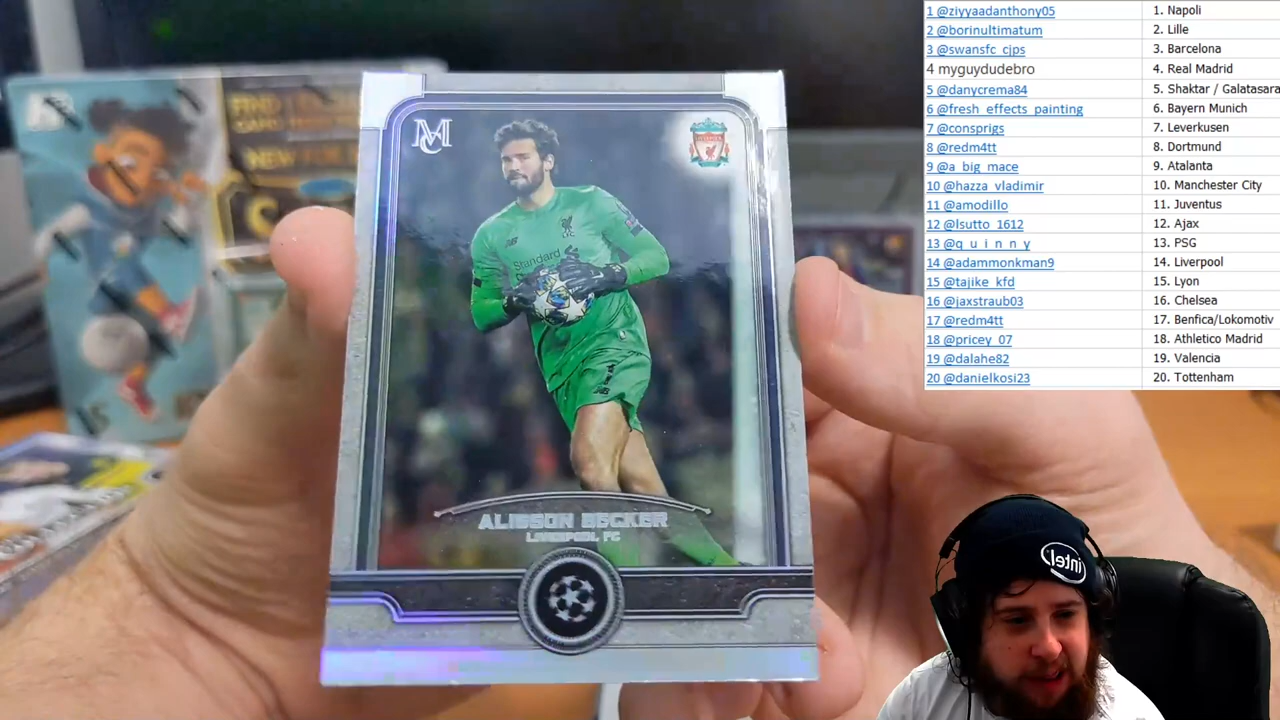 1 @ziyyaadanthony05 1. Napoli
2 @borinultimatum 2. Lille
3 @swansfc_cjps 3. Barcelona
4 myguydudebro 4. Real Madrid
5 @danycrema84 5. Shaktar / Galatasara
6 @fresh_effects_painting 6. Bayern Munich
7 @consprigs 7. Leverkusen
8 @redm4tt 8. Dortmund
9 @a_big_mace 9. Atalanta
10 @hazza_vladimir 10. Manchester City
11 @amodillo 11. Juventus
12 @lsutto_1612 12. Ajax
13 @q_u_i_n_n_y 13. PSG
14 @adammonkman9 14. Liverpool
15 @tajike_kfd 15. Lyon
16 @jaxstraub03 16. Chelsea
17 @redm4tt 17. Benfica/Lokomotiv
18 @pricey_07 18. Athletico Madrid
19 @dalahe82 19. Valencia
20 @danielkosi23 20. Tottenham
MC
LIVERPOOL
Standard
ALISSON BECKER
LIVERPOOL FC
intel